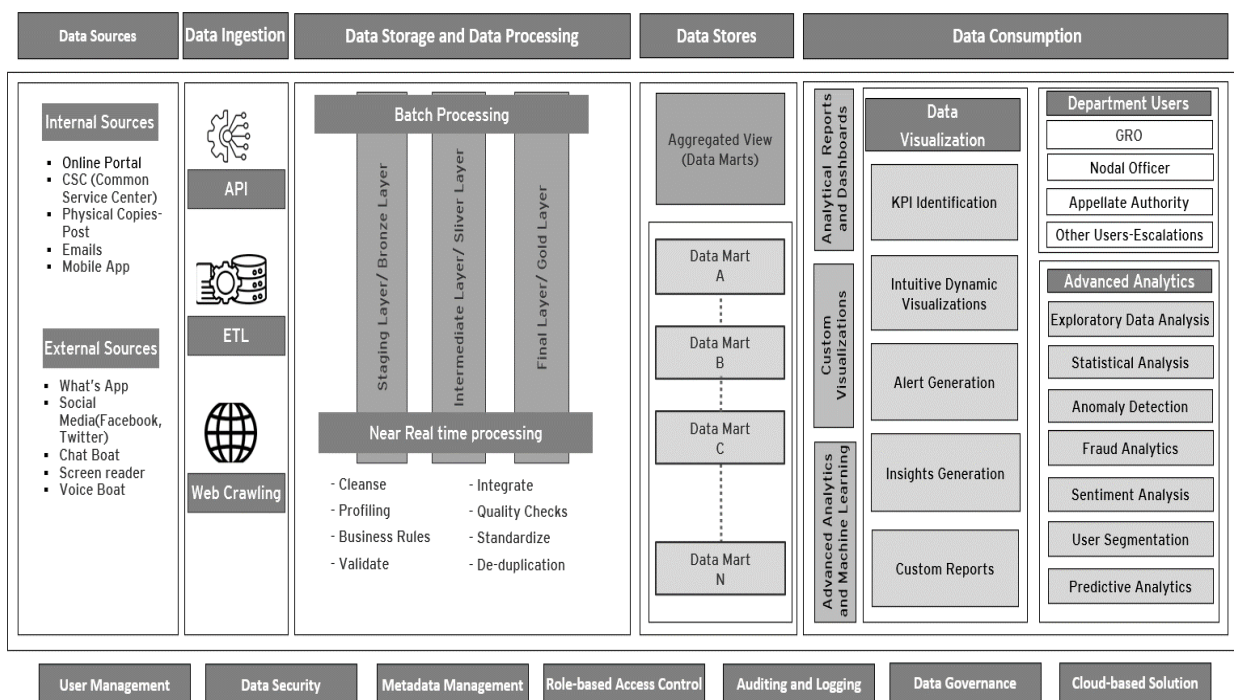 Data Sources
Data Ingestion
Data Storage and Data Processing
Data Stores
Data Consumption
Internal Sources
▪ Online Portal
▪ CSC (Common
Service Center)
▪ Physical Copies-
Post
▪ Emails
▪ Mobile App
External Sources
▪ What's App
▪ Social
Media(Facebook,
Twitter)
▪ Chat Boat
▪ Screen reader
▪ Voice Boat
API
ETL
Web Crawling
Batch Processing
Staging Layer/ Bronze Layer
Intermediate Layer/ Sliver Layer
Final Layer/ Gold Layer
Near Real time processing
- Cleanse
- Profiling
- Business Rules
- Validate
- Integrate
- Quality Checks
- Standardize
- De-duplication
Aggregated View
(Data Marts)
Data Mart
A
Data Mart
B
Data Mart
C
Data Mart
N
Analytical Reports
and Dashboards
Custom
Visualizations
Advanced Analytics
and Machine Learning
Data
Visualization
KPI Identification
Intuitive Dynamic
Visualizations
Alert Generation
Insights Generation
Custom Reports
Department Users
GRO
Nodal Officer
Appellate Authority
Other Users-Escalations
Advanced Analytics
Exploratory Data Analysis
Statistical Analysis
Anomaly Detection
Fraud Analytics
Sentiment Analysis
User Segmentation
Predictive Analytics
User Management
Data Security
Metadata Management
Role-based Access Control
Auditing and Logging
Data Governance
Cloud-based Solution